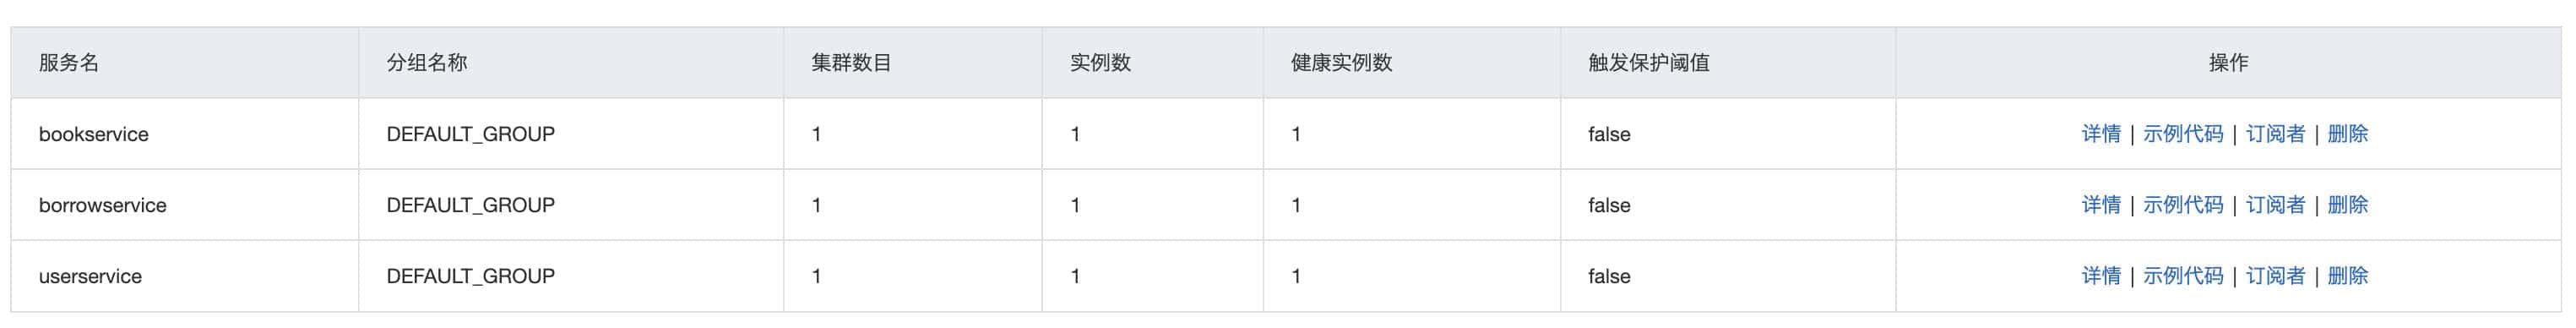 服务名 分组名称 集群数目 实例数 健康实例数 触发保护阈值 操作
bookservice DEFAULT_GROUP 1 1 1 false 详情 | 示例代码 | 订阅者 | 删除
borrowservice DEFAULT_GROUP 1 1 1 false 详情 | 示例代码 | 订阅者 | 删除
userservice DEFAULT_GROUP 1 1 1 false 详情 | 示例代码 | 订阅者 | 删除